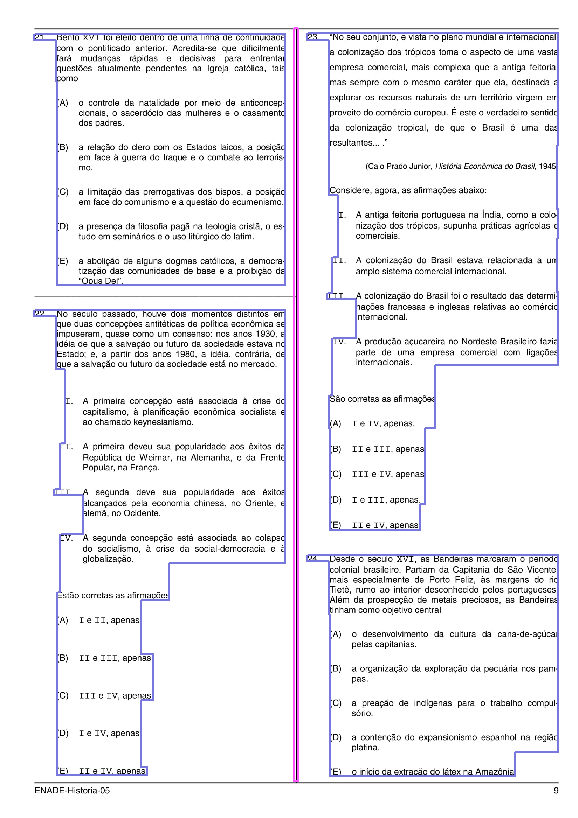 21. Bento XVI foi eleito dentro de uma linha de continuidade
com o pontificado anterior. Acredita-se que dificilmente
fará mudanças rápidas e decisivas para enfrentar
questões atualmente pendentes na Igreja católica, tais
como
(A) o controle da natalidade por meio de anticoncep-
cionais, o sacerdócio das mulheres e o casamento
dos padres.
(B) a relação do clero com os Estados laicos, a posição
em face à guerra do Iraque e o combate ao terroris-
mo.
(C) a limitação das prerrogativas dos bispos, a posição
em face do comunismo e a questão do ecumenismo.
(D) a presença da filosofia pagã na teologia cristã, o es-
tudo em seminários e o uso litúrgico do latim.
(E) a abolição de alguns dogmas católicos, a democra-
tização das comunidades de base e a proibição da
"Opus Dei".
22. No século passado, houve dois momentos distintos em
que duas concepções antitéticas de política econômica se
impuseram, quase como um consenso: nos anos 1930, a
idéia de que a salvação ou futuro da sociedade estava no
Estado; e, a partir dos anos 1980, a idéia, contrária, de
que a salvação ou futuro da sociedade está no mercado.
I. A primeira concepção está associada à crise do
capitalismo, à planificação econômica socialista e
ao chamado keynesianismo.
II. A primeira deveu sua popularidade aos êxitos da
República de Weimar, na Alemanha, e da Frente
Popular, na França.
III. A segunda deve sua popularidade aos êxitos
alcançados pela economia chinesa, no Oriente, e
alemã, no Ocidente.
IV. A segunda concepção está associada ao colapso
do socialismo, à crise da social-democracia e à
globalização.
Estão corretas as afirmações
(A) I e II, apenas.
(B) II e III, apenas.
(C) III e IV, apenas.
(D) I e IV, apenas.
(E) II e IV, apenas.
23. "No seu conjunto, e vista no plano mundial e internacional,
a colonização dos trópicos toma o aspecto de uma vasta
empresa comercial, mais complexa que a antiga feitoria,
mas sempre com o mesmo caráter que ela, destinada a
explorar os recursos naturais de um território virgem em
proveito do comércio europeu. É este o verdadeiro sentido
da colonização tropical, de que o Brasil é uma das
resultantes... ."
(Caio Prado Junior, História Econômica do Brasil, 1945)
Considere, agora, as afirmações abaixo:
I. A antiga feitoria portuguesa na Índia, como a colo-
nização dos trópicos, supunha práticas agrícolas e
comerciais.
II. A colonização do Brasil estava relacionada a um
amplo sistema comercial internacional.
III. A colonização do Brasil foi o resultado das determi-
nações francesas e inglesas relativas ao comércio
internacional.
IV. A produção açucareira no Nordeste Brasileiro fazia
parte de uma empresa comercial com ligações
internacionais.
São corretas as afirmações
(A) I e IV, apenas.
(B) II e III, apenas.
(C) III e IV, apenas.
(D) I e III, apenas.
(E) II e IV, apenas.
24. Desde o século XVI, as Bandeiras marcaram o período
colonial brasileiro. Partiam da Capitania de São Vicente,
mais especialmente de Porto Feliz, às margens do rio
Tietê, rumo ao interior desconhecido pelos portugueses.
Além da prospecção de metais preciosos, as Bandeiras
tinham como objetivo central
(A) o desenvolvimento da cultura da cana-de-açúcar
pelas capitanias.
(B) a organização da exploração da pecuária nos pam-
pas.
(C) a preação de indígenas para o trabalho compul-
sório.
(D) a contenção do expansionismo espanhol na região
platina.
(E) o início da extração do látex na Amazônia.
ENADE-História-05
9